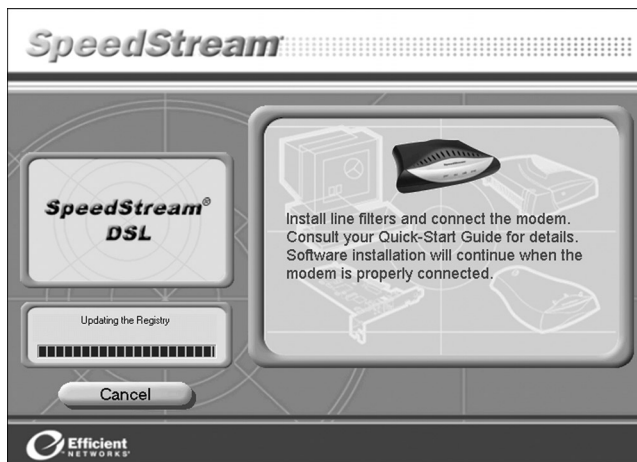 SpeedStream
SpeedStream®
DSL
Updating the Registry
Cancel
Install line filters and connect the modem.
Consult your Quick-Start Guide for details.
Software installation will continue when the
modem is properly connected.
Efficient
NETWORKS®